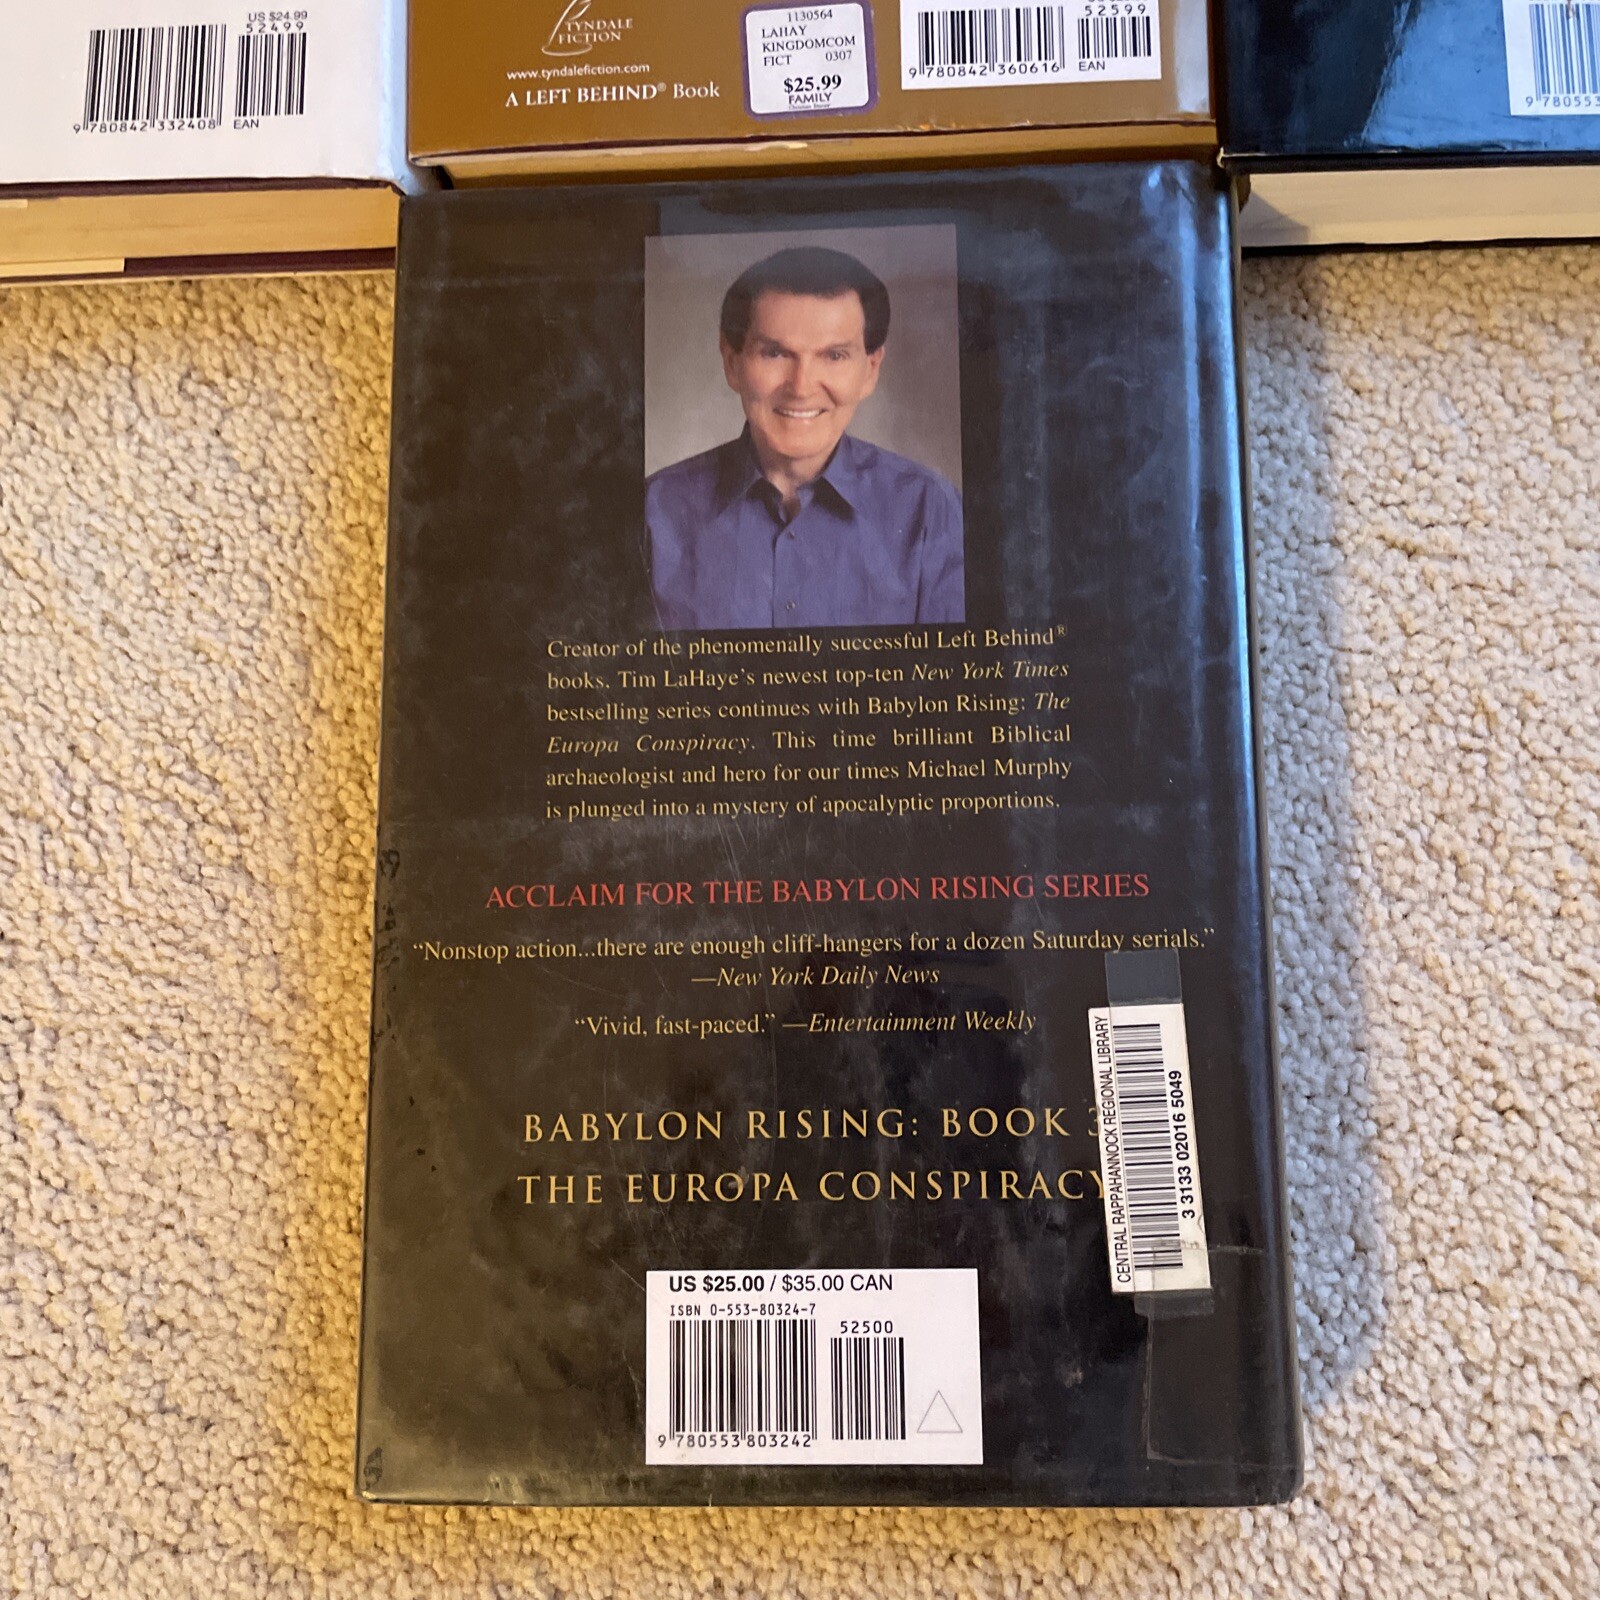 US $24.99
52499
9 780842 332408 EAN
TYNDALE
FICTION
www.tyndalefiction.com
A LEFT BEHIND® Book
1130564
LAHAY
KINGDOMCOM
FICT 0307
$25.99
FAMILY
52599
9 780842 360616 EAN
9 780553
Creator of the phenomenally successful Left Behind®
books, Tim LaHaye's newest top-ten New York Times
bestselling series continues with Babylon Rising: The
Europa Conspiracy. This time brilliant Biblical
archaeologist and hero for our times Michael Murphy
is plunged into a mystery of apocalyptic proportions.
ACCLAIM FOR THE BABYLON RISING SERIES
“Nonstop action...there are enough cliff-hangers for a dozen Saturday serials.”
—New York Daily News
“Vivid, fast-paced.” —Entertainment Weekly
BABYLON RISING: BOOK 3
THE EUROPA CONSPIRACY
CENTRAL RAPPAHANNOCK REGIONAL LIBRARY
3 3133 02016 5049
US $25.00 / $35.00 CAN
ISBN 0-553-80324-7
52500
9 780553 803242